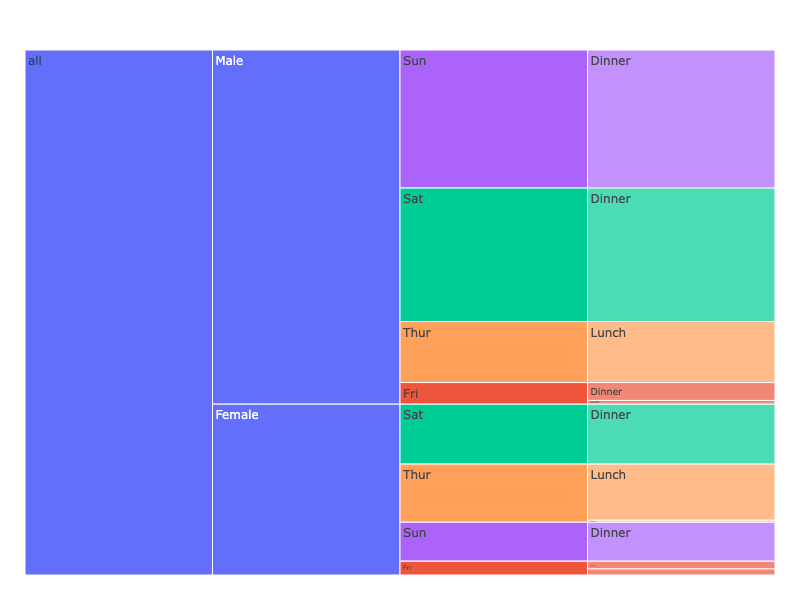 all
Male
Sun
Dinner
Sat
Dinner
Thur
Lunch
Fri
Dinner
Female
Sat
Dinner
Thur
Lunch
Sun
Dinner
Fri